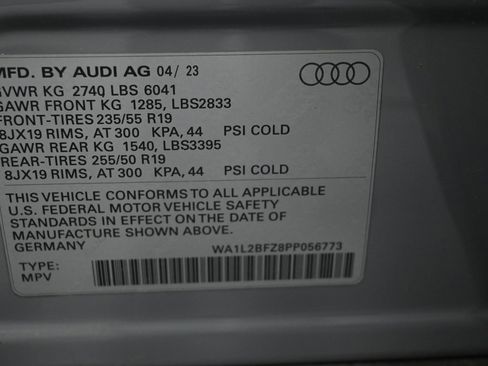 MFD. BY AUDI AG 04/ 23
GVWR KG 2740 LBS 6041
GAWR FRONT KG 1285, LBS2833
FRONT-TIRES 235/55 R19
8JX19 RIMS, AT 300 KPA, 44 PSI COLD
GAWR REAR KG 1540, LBS3395
REAR-TIRES 255/50 R19
8JX19 RIMS, AT 300 KPA, 44 PSI COLD
THIS VEHICLE CONFORMS TO ALL APPLICABLE
U.S. FEDERAL MOTOR VEHICLE SAFETY
STANDARDS IN EFFECT ON THE DATE OF
MANUFACTURE SHOWN ABOVE.
GERMANY WA1L2BFZ8PP056773
TYPE:
MPV